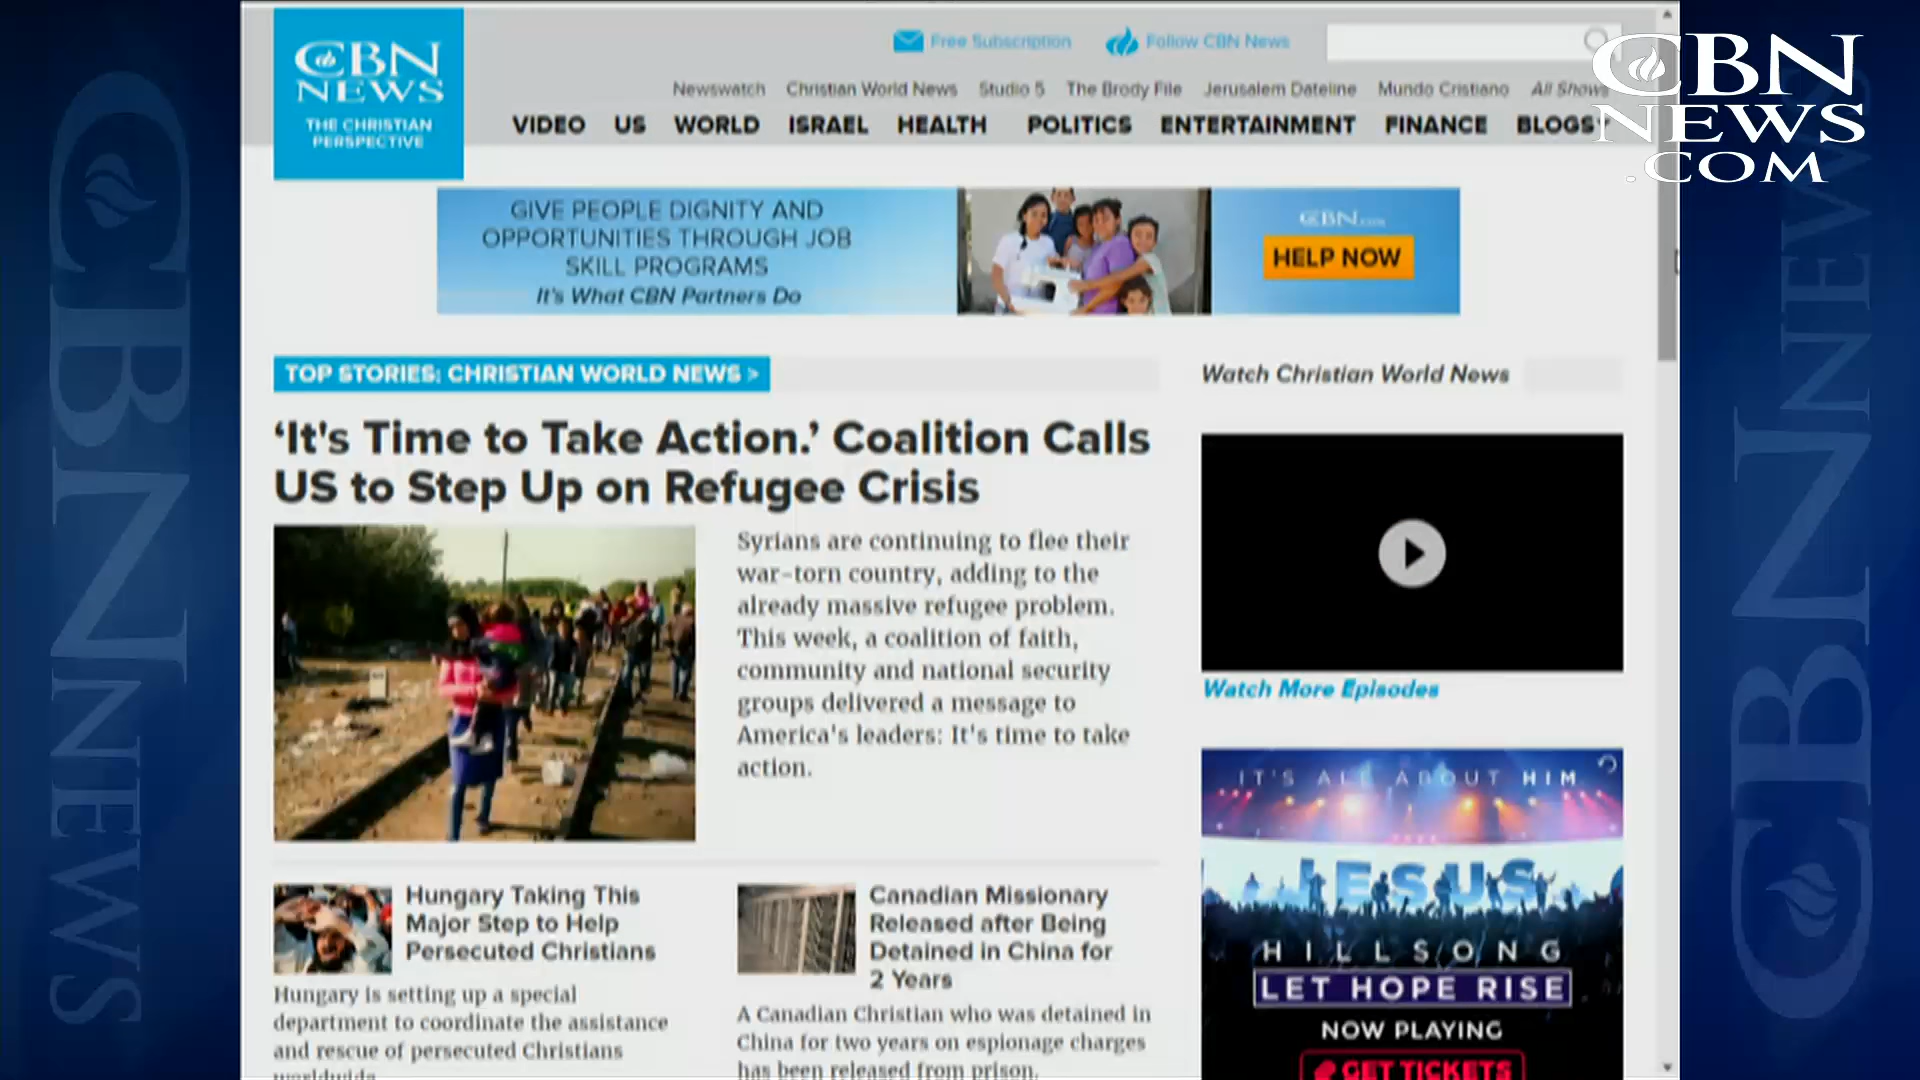 CBN
NEWS
THE CHRISTIAN
PERSPECTIVE
Free Subscription
Follow CBN News
Newswatch Christian World News Studio 5 The Brody File Jerusalem Dateline Mundo Cristiano All Shows
VIDEO US WORLD ISRAEL HEALTH POLITICS ENTERTAINMENT FINANCE BLOGS
CBN
NEWS
.COM
GIVE PEOPLE DIGNITY AND
OPPORTUNITIES THROUGH JOB
SKILL PROGRAMS
It's What CBN Partners Do
CBN.com
HELP NOW
TOP STORIES: CHRISTIAN WORLD NEWS >
‘It's Time to Take Action.’ Coalition Calls
US to Step Up on Refugee Crisis
Syrians are continuing to flee their
war-torn country, adding to the
already massive refugee problem.
This week, a coalition of faith,
community and national security
groups delivered a message to
America's leaders: It's time to take
action.
Hungary Taking This
Major Step to Help
Persecuted Christians
Hungary is setting up a special
department to coordinate the assistance
and rescue of persecuted Christians
worldwide
Canadian Missionary
Released after Being
Detained in China for
2 Years
A Canadian Christian who was detained in
China for two years on espionage charges
has been released from prison.
Watch Christian World News
Watch More Episodes
IT'S ALL ABOUT HIM
JESUS
HILLSONG
LET HOPE RISE
NOW PLAYING
GET TICKETS
CBN NEWS
CBN NEWS